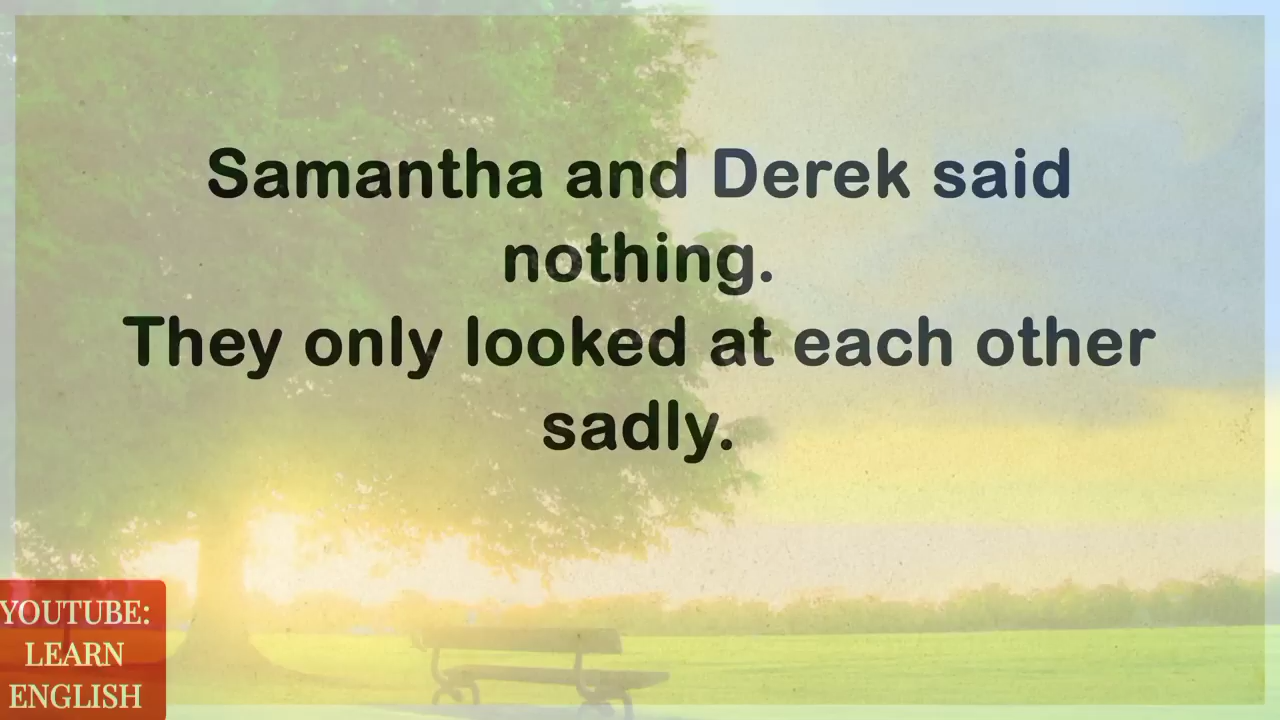 Samantha and Derek said
nothing.
They only looked at each other
sadly.
YOUTUBE:
LEARN
ENGLISH